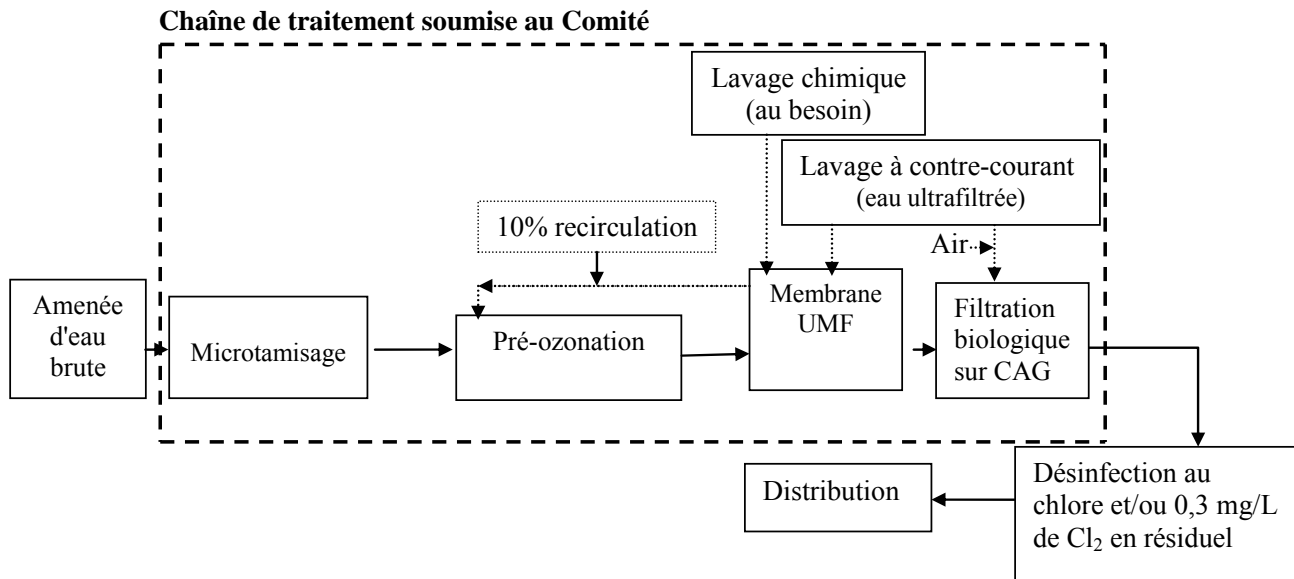 Chaîne de traitement soumise au Comité
Lavage chimique
(au besoin)
Lavage à contre-courant
(eau ultrafiltrée)
10% recirculation
Air
Amenée
d'eau
brute
Microtamisage
Pré-ozonation
Membrane
UMF
Filtration
biologique
sur CAG
Désinfection au
chlore et/ou 0,3 mg/L
de Cl₂ en résiduel
Distribution